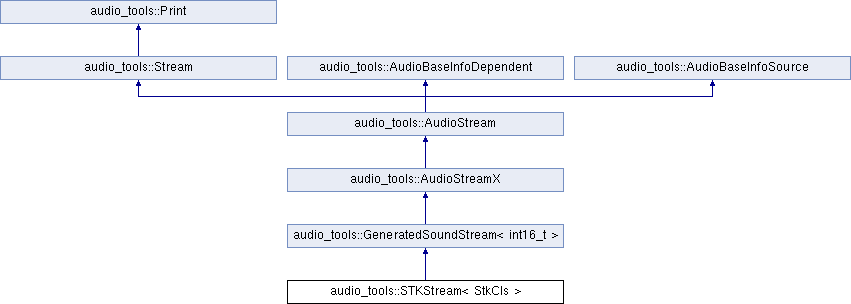 audio_tools::Print
audio_tools::Stream
audio_tools::AudioBaseInfoDependent
audio_tools::AudioBaseInfoSource
audio_tools::AudioStream
audio_tools::AudioStreamX
audio_tools::GeneratedSoundStream< int16_t >
audio_tools::STKStream< StkCls >